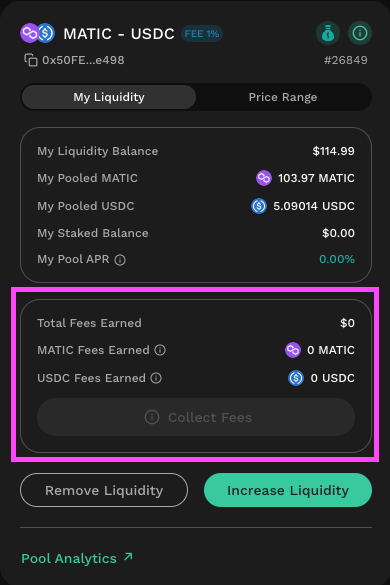 MATIC - USDC FEE 1%
0x50FE...e498 #26849
My Liquidity Price Range
My Liquidity Balance $114.99
My Pooled MATIC 103.97 MATIC
My Pooled USDC 5.09014 USDC
My Staked Balance $0.00
My Pool APR 0.00%
Total Fees Earned $0
MATIC Fees Earned 0 MATIC
USDC Fees Earned 0 USDC
Collect Fees
Remove Liquidity Increase Liquidity
Pool Analytics